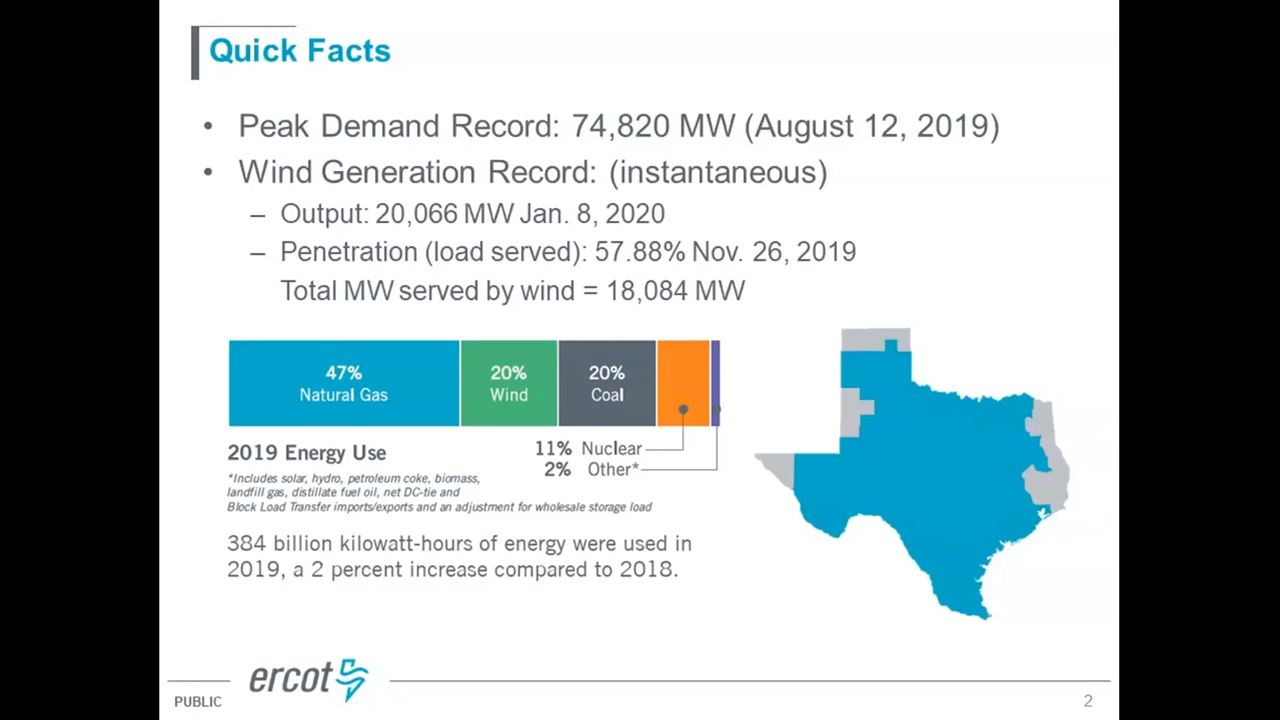 Quick Facts
• Peak Demand Record: 74,820 MW (August 12, 2019)
• Wind Generation Record: (instantaneous)
– Output: 20,066 MW Jan. 8, 2020
– Penetration (load served): 57.88% Nov. 26, 2019
Total MW served by wind = 18,084 MW
47%
Natural Gas
20%
Wind
20%
Coal
11% Nuclear
2% Other*
2019 Energy Use
*Includes solar, hydro, petroleum coke, biomass,
landfill gas, distillate fuel oil, net DC-tie and
Block Load Transfer imports/exports and an adjustment for wholesale storage load
384 billion kilowatt-hours of energy were used in
2019, a 2 percent increase compared to 2018.
ercot
PUBLIC
2